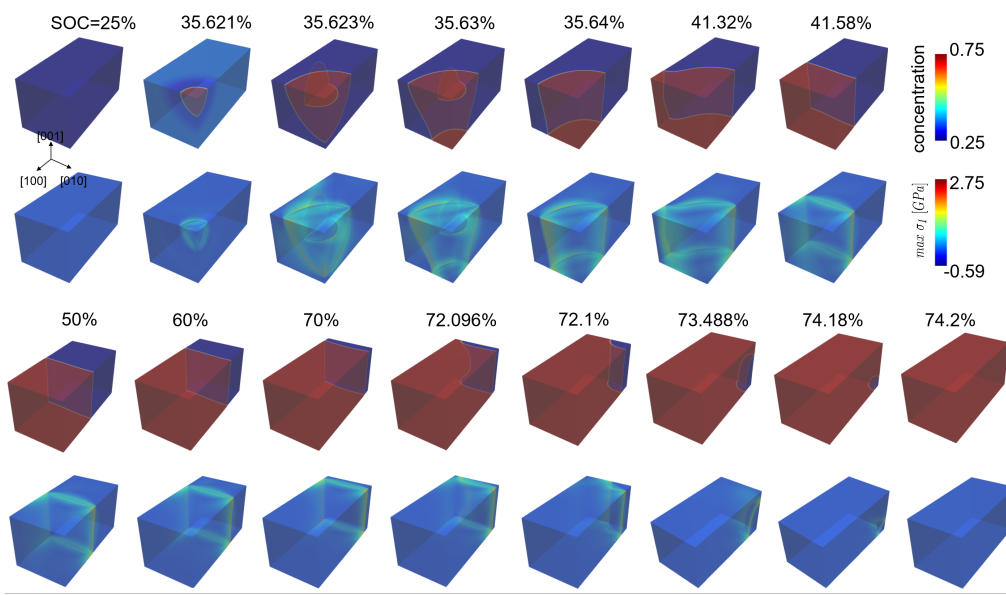 SOC=25% 35.621% 35.623% 35.63% 35.64% 41.32% 41.58%
0.75
concentration
0.25
[001]
[100] [010]
2.75
max σ_I [GPa]
-0.59
50% 60% 70% 72.096% 72.1% 73.488% 74.18% 74.2%